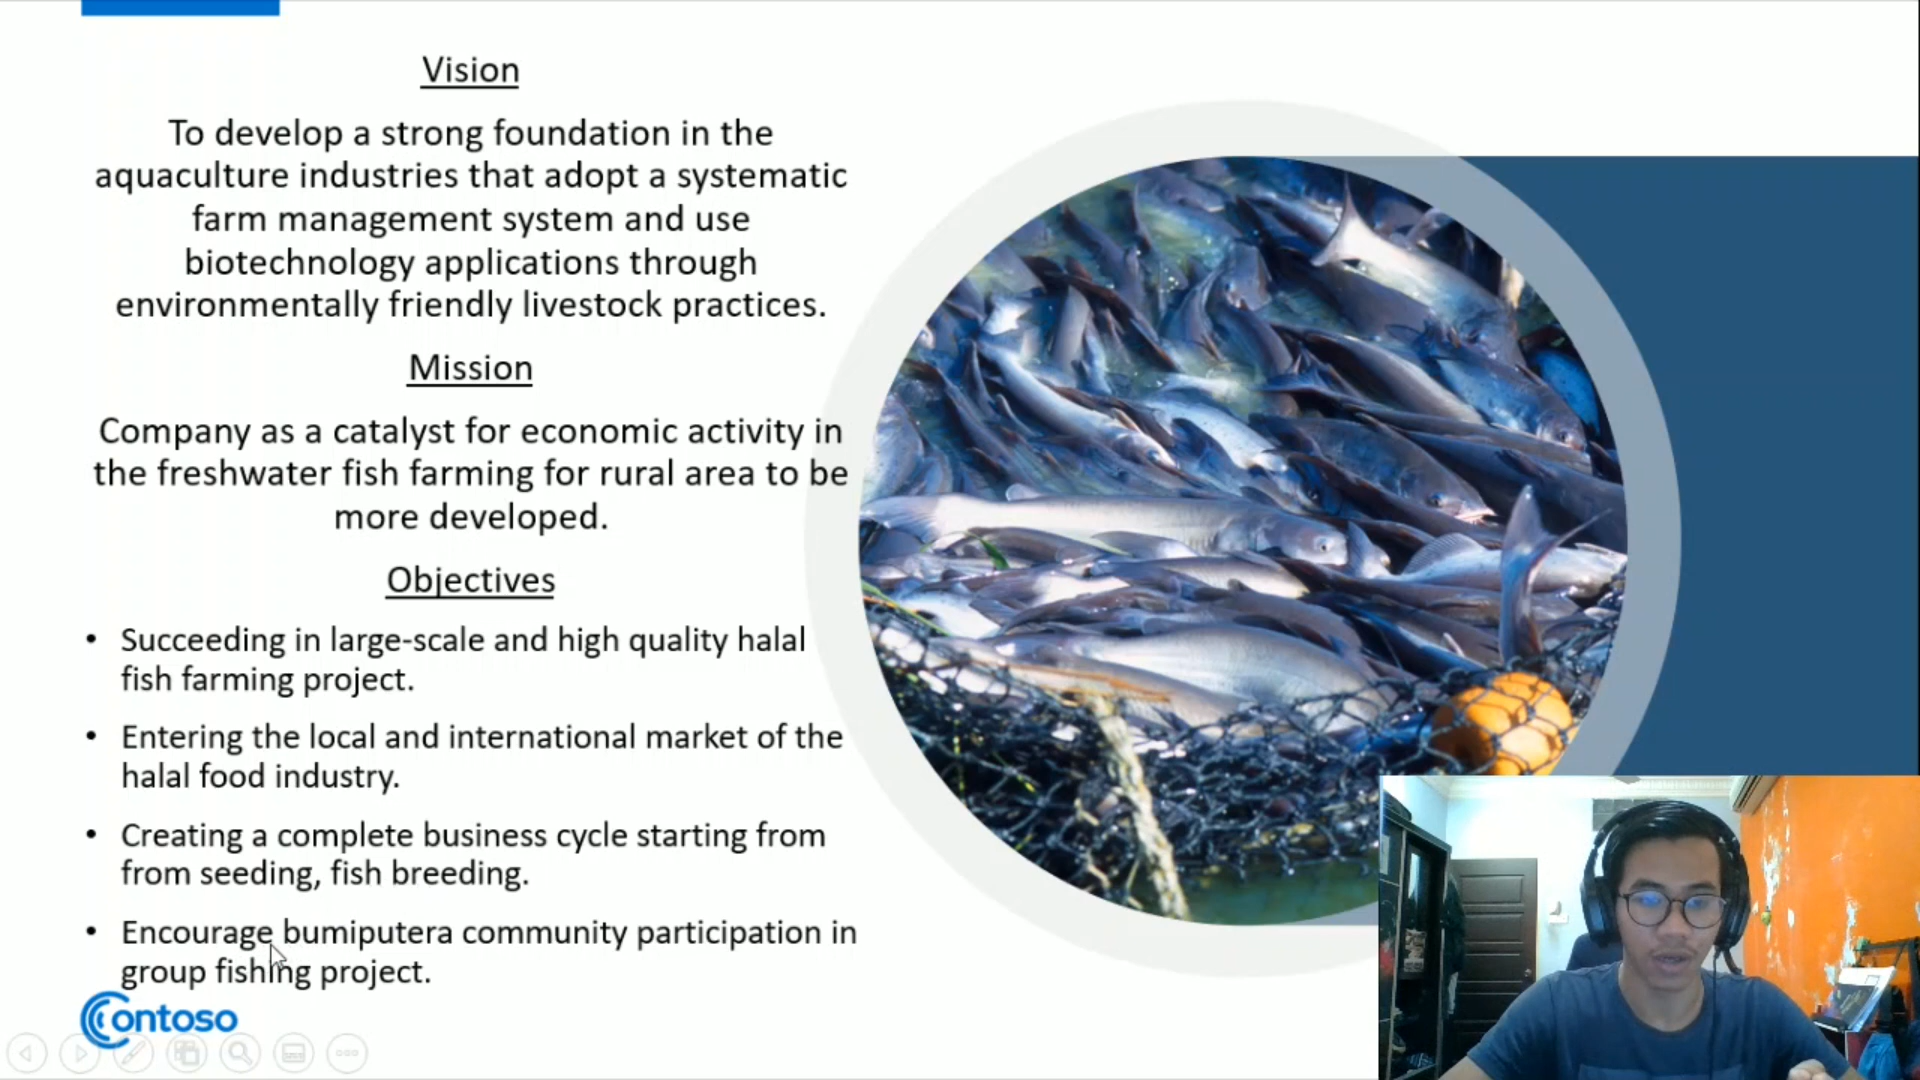 Vision
To develop a strong foundation in the
aquaculture industries that adopt a systematic
farm management system and use
biotechnology applications through
environmentally friendly livestock practices.
Mission
Company as a catalyst for economic activity in
the freshwater fish farming for rural area to be
more developed.
Objectives
• Succeeding in large-scale and high quality halal
fish farming project.
• Entering the local and international market of the
halal food industry.
• Creating a complete business cycle starting from
from seeding, fish breeding.
• Encourage bumiputera community participation in
group fishing project.
Contoso